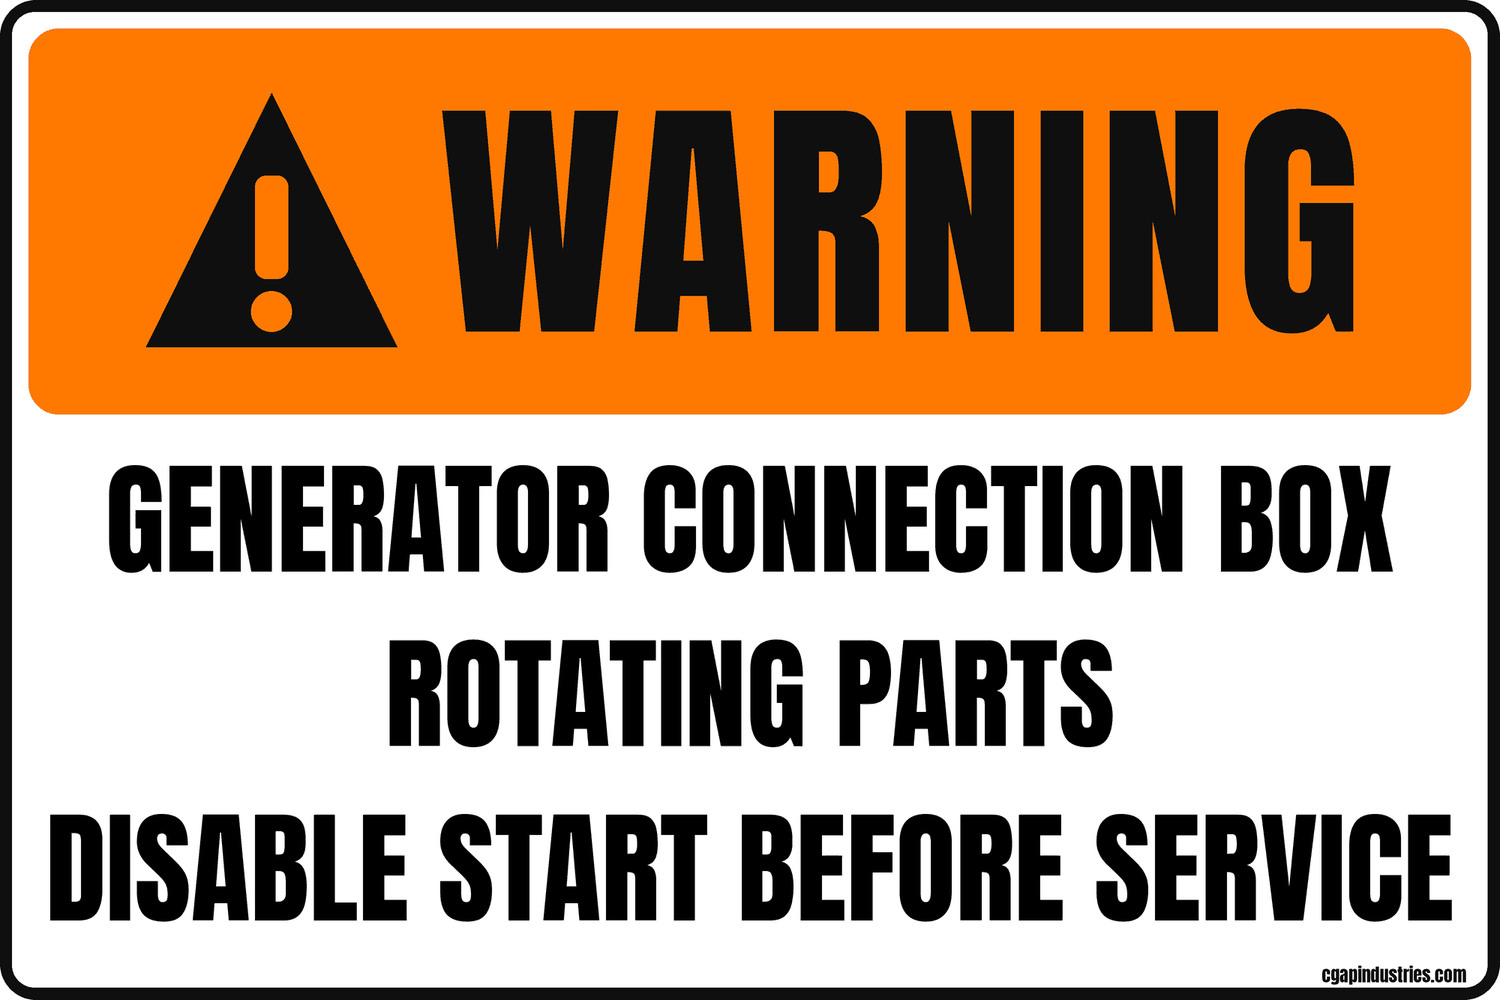 WARNING
GENERATOR CONNECTION BOX
ROTATING PARTS
DISABLE START BEFORE SERVICE
cgapindustries.com